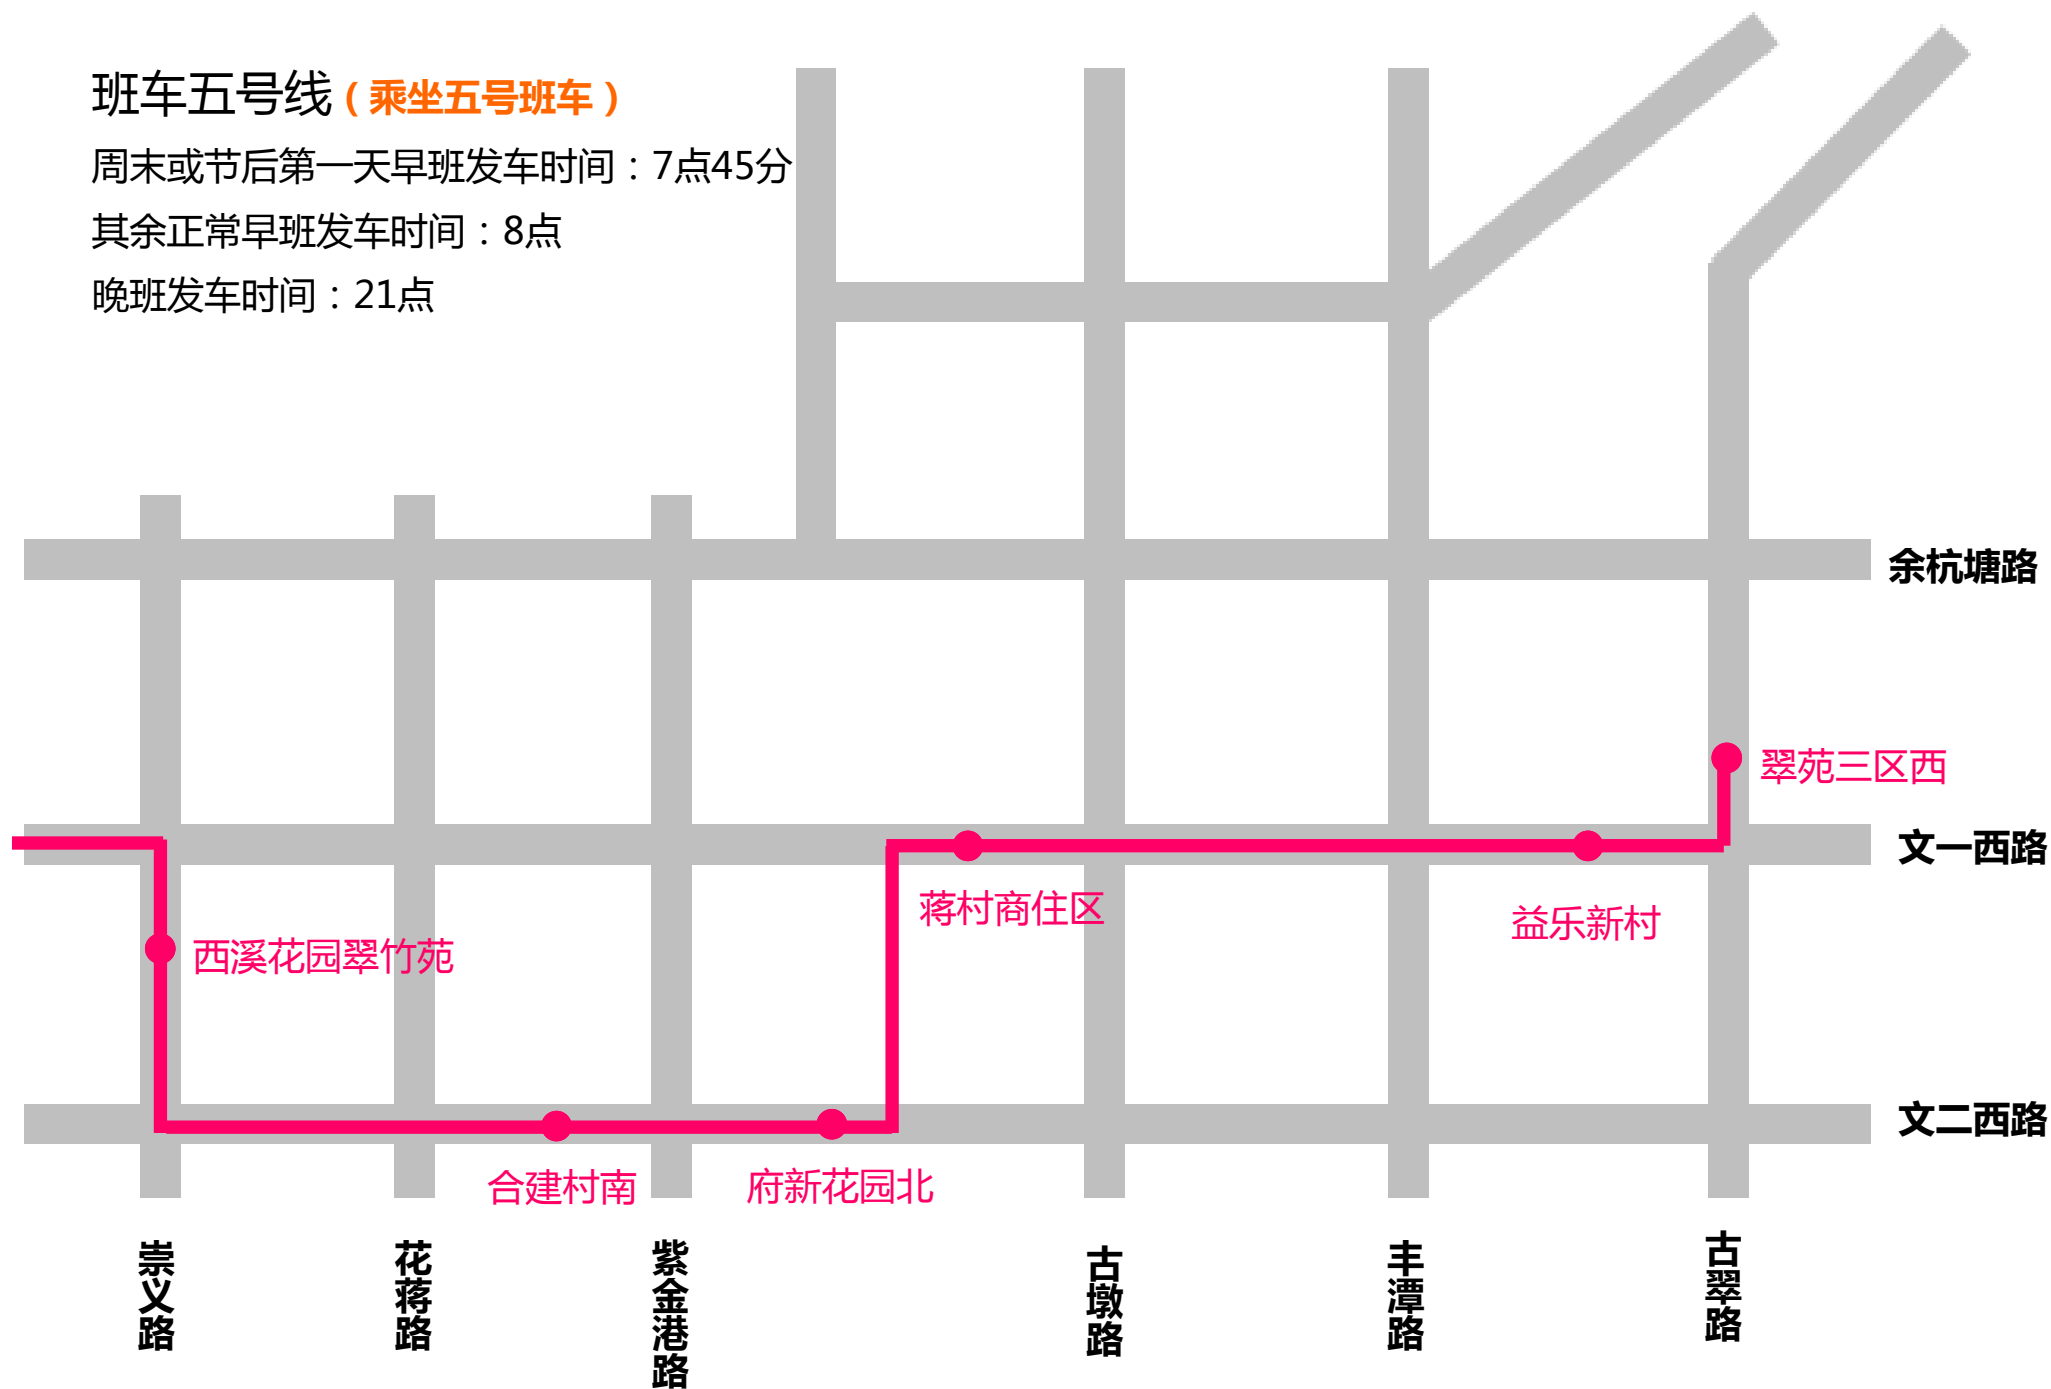 班车五号线（乘坐五号班车）
周末或节后第一天早班发车时间：7点45分
其余正常早班发车时间：8点
晚班发车时间：21点
余杭塘路
翠苑三区西
文一西路
蒋村商住区
益乐新村
西溪花园翠竹苑
文二西路
合建村南
府新花园北
崇义路
花蒋路
紫金港路
古墩路
丰潭路
古翠路